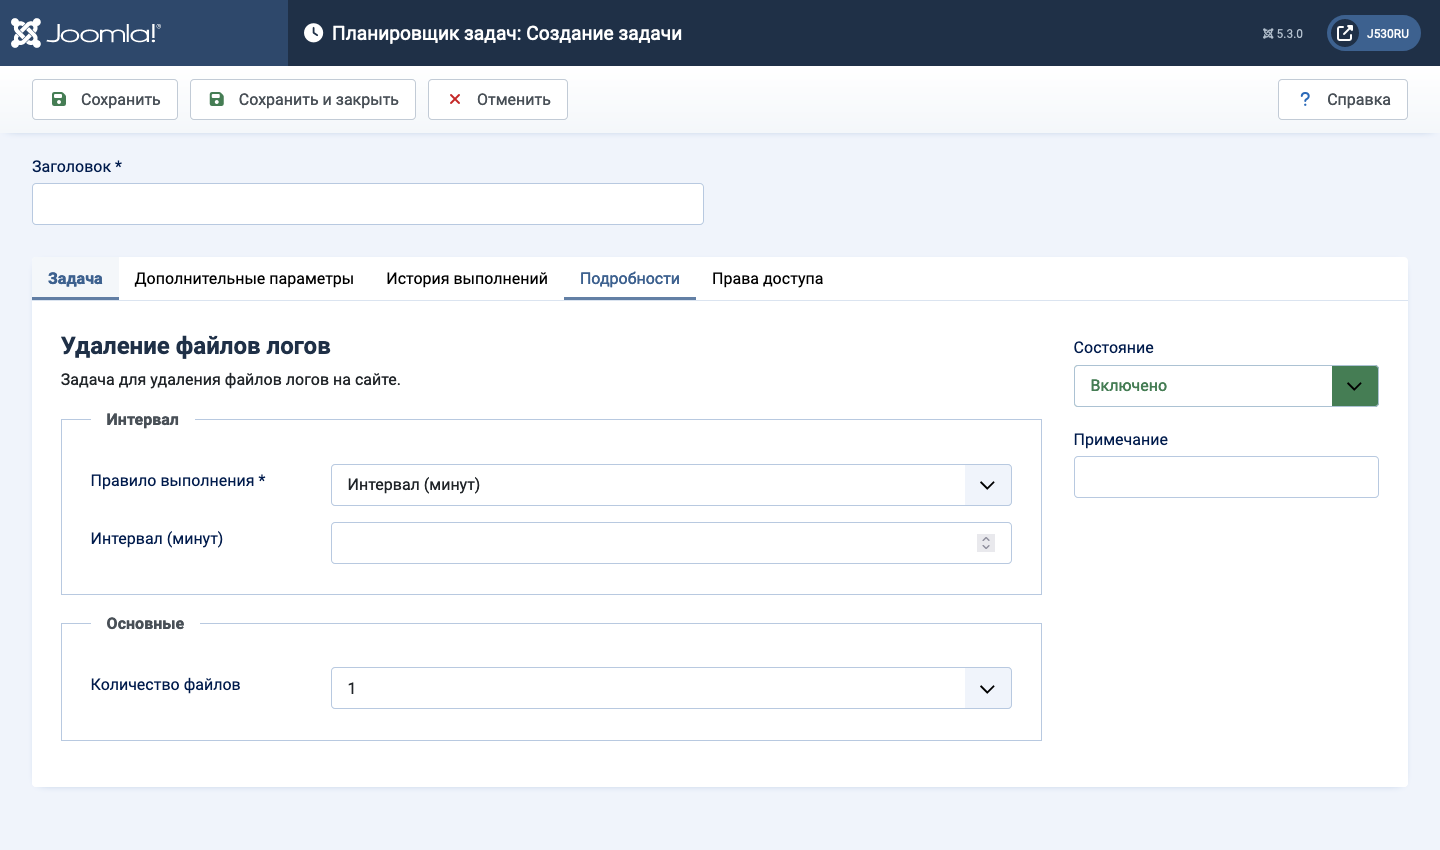 Joomla!®
Планировщик задач: Создание задачи
5.3.0
J530RU
Сохранить
Сохранить и закрыть
Отменить
? Справка
Заголовок *
Задача
Дополнительные параметры
История выполнений
Подробности
Права доступа
Удаление файлов логов
Задача для удаления файлов логов на сайте.
Интервал
Правило выполнения *
Интервал (минут)
Интервал (минут)
Основные
Количество файлов
1
Состояние
Включено
Примечание